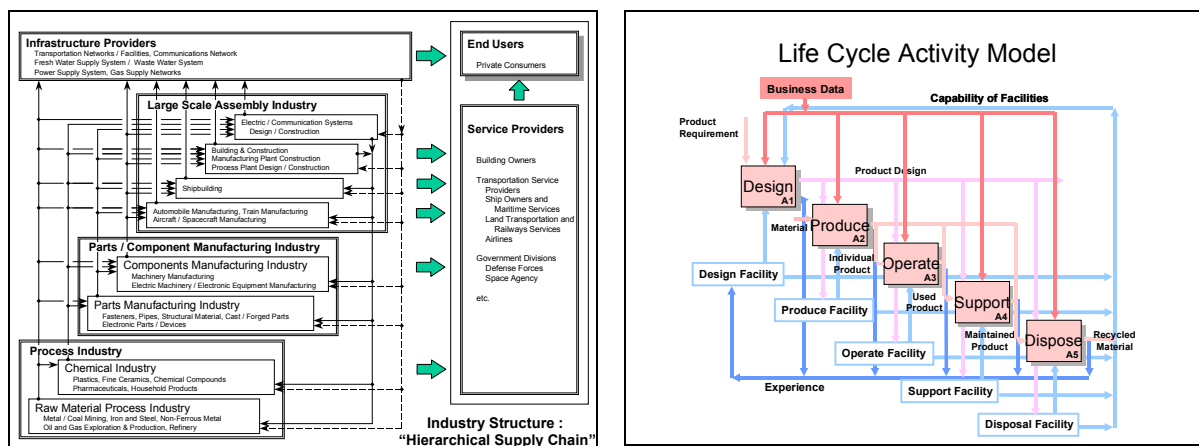 Infrastructure Providers
Transportation Networks / Facilities, Communications Network
Fresh Water Supply System / Waste Water System
Power Supply System, Gas Supply Networks
Large Scale Assembly Industry
Electric / Communication Systems
Design / Construction
Building & Construction
Manufacturing Plant Construction
Process Plant Design / Construction
Shipbuilding
Automobile Manufacturing, Train Manufacturing
Aircraft / Spacecraft Manufacturing
Parts / Component Manufacturing Industry
Components Manufacturing Industry
Machinery Manufacturing
Electric Machinery / Electronic Equipment Manufacturing
Parts Manufacturing Industry
Fasteners, Pipes, Structural Material, Cast / Forged Parts
Electronic Parts / Devices
Process Industry
Chemical Industry
Plastics, Fine Ceramics, Chemical Compounds
Pharmaceuticals, Household Products
Raw Material Process Industry
Metal / Coal Mining, Iron and Steel, Non-Ferrous Metal
Oil and Gas Exploration & Production, Refinery
End Users
Private Consumers
Service Providers
Building Owners
Transportation Service
Providers
Ship Owners and
Maritime Services
Land Transportation and
Railways Services
Airlines
Government Divisions
Defense Forces
Space Agency
etc.
Industry Structure :
“Hierarchical Supply Chain”
Life Cycle Activity Model
Business Data
Capability of Facilities
Product
Requirement
Design
A1
Product Design
Material
Produce
A2
Individual
Product
Operate
A3
Design Facility
Used
Product
Support
A4
Produce Facility
Maintained
Product
Dispose
A5
Recycled
Material
Operate Facility
Experience
Support Facility
Disposal Facility